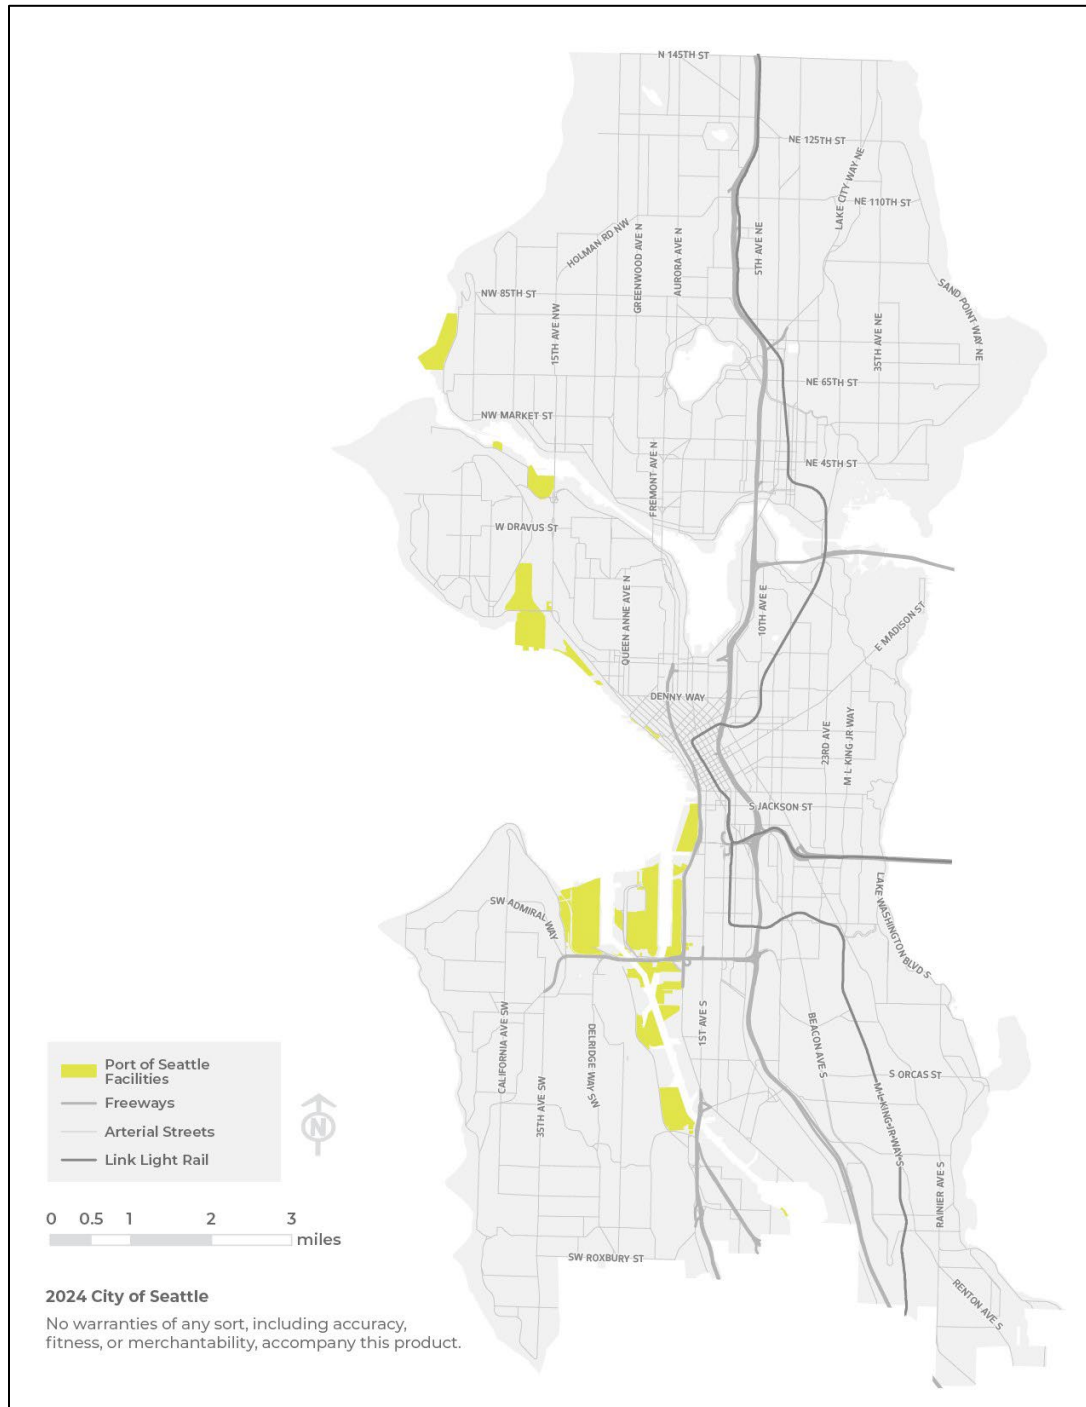 N 145TH ST
NE 125TH ST
LAKE CITY WAY NE
NE 110TH ST
HOLMAN RD NW
GREENWOOD AVE N
AURORA AVE N
5TH AVE NE
SAND POINT WAY NE
NW 85TH ST
15TH AVE NW
35TH AVE NE
NE 65TH ST
NW MARKET ST
FREMONT AVE N
NE 45TH ST
W DRAVUS ST
QUEEN ANNE AVE N
10TH AVE E
E MADISON ST
DENNY WAY
23RD AVE
M L KING JR WAY
S JACKSON ST
SW ADMIRAL WAY
LAKE WASHINGTON BLVD S
CALIFORNIA AVE SW
35TH AVE SW
DELRIDGE WAY SW
1ST AVE S
BEACON AVE S
S ORCAS ST
M L KING JR WAY S
RAINIER AVE S
SW ROXBURY ST
RENTON AVE S
Port of Seattle
Facilities
Freeways
Arterial Streets
Link Light Rail
N
0 0.5 1 2 3
miles
2024 City of Seattle
No warranties of any sort, including accuracy,
fitness, or merchantability, accompany this product.